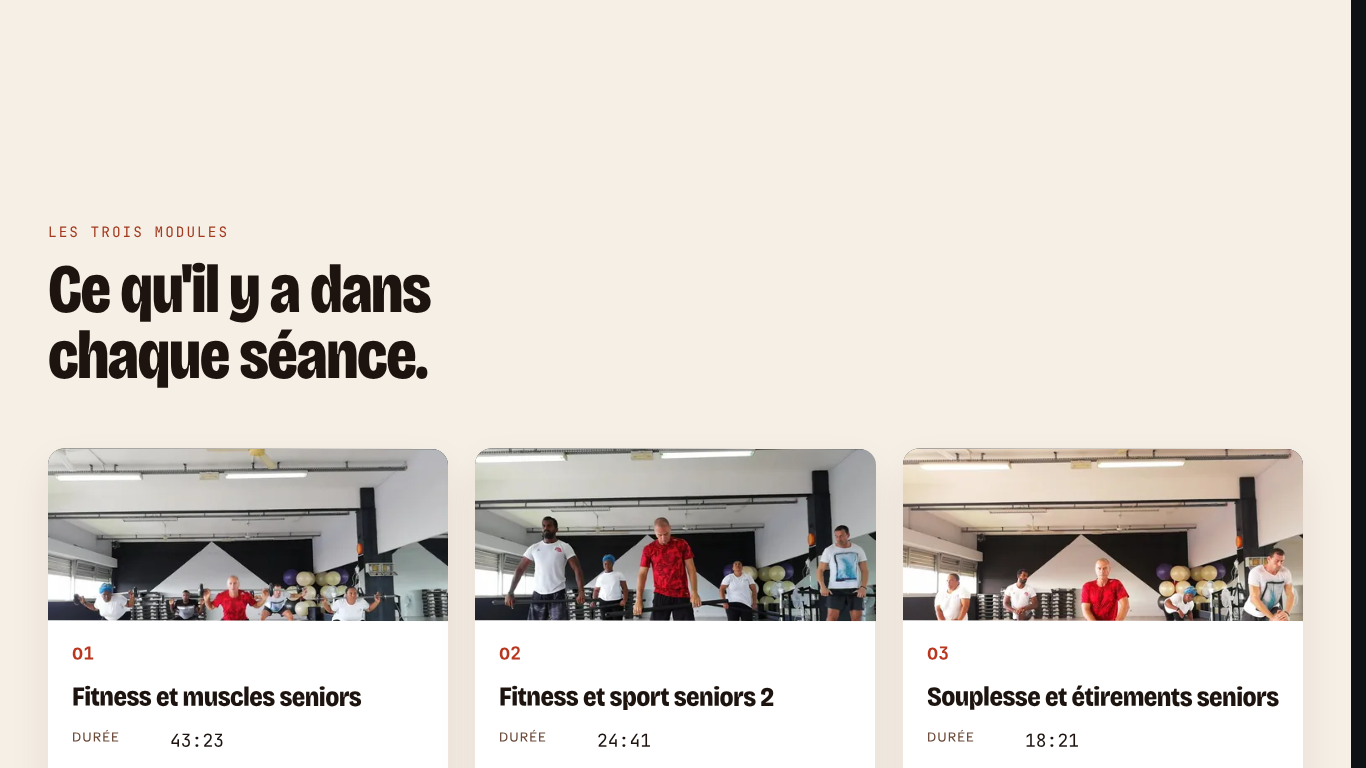 LES TROIS MODULES
Ce qu'il y a dans
chaque séance.
01
Fitness et muscles seniors
DURÉE 43:23
02
Fitness et sport seniors 2
DURÉE 24:41
03
Souplesse et étirements seniors
DURÉE 18:21